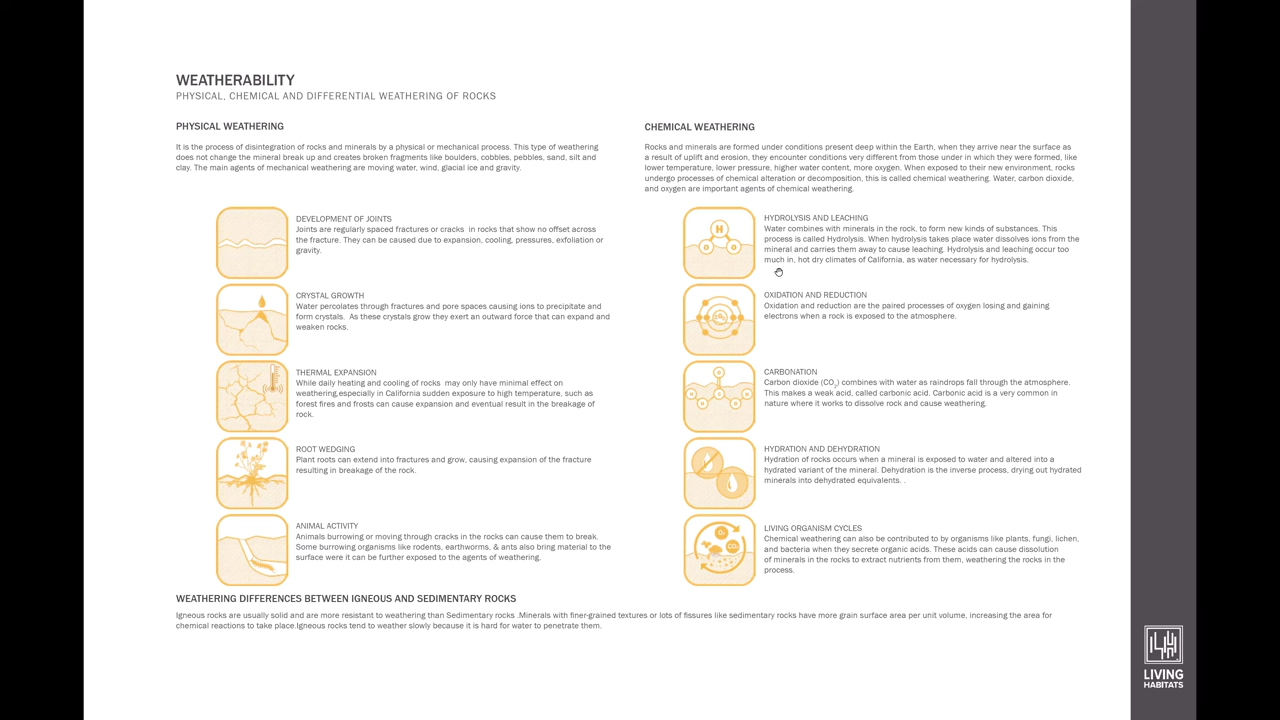 WEATHERABILITY
PHYSICAL, CHEMICAL AND DIFFERENTIAL WEATHERING OF ROCKS
PHYSICAL WEATHERING
It is the process of disintegration of rocks and minerals by a physical or mechanical process. This type of weathering
does not change the mineral break up and creates broken fragments like boulders, cobbles, pebbles, sand, silt and
clay. The main agents of mechanical weathering are moving water, wind, glacial ice and gravity.
DEVELOPMENT OF JOINTS
Joints are regularly spaced fractures or cracks in rocks that show no offset across
the fracture. They can be caused due to expansion, cooling, pressures, exfoliation or
gravity.
CRYSTAL GROWTH
Water percolates through fractures and pore spaces causing ions to precipitate and
form crystals. As these crystals grow they exert an outward force that can expand and
weaken rocks.
THERMAL EXPANSION
While daily heating and cooling of rocks may only have minimal effect on
weathering,especially in California sudden exposure to high temperature, such as
forest fires and frosts can cause expansion and eventual result in the breakage of
rock.
ROOT WEDGING
Plant roots can extend into fractures and grow, causing expansion of the fracture
resulting in breakage of the rock.
ANIMAL ACTIVITY
Animals burrowing or moving through cracks in the rocks can cause them to break.
Some burrowing organisms like rodents, earthworms, & ants also bring material to the
surface were it can be further exposed to the agents of weathering.
CHEMICAL WEATHERING
Rocks and minerals are formed under conditions present deep within the Earth, when they arrive near the surface as
a result of uplift and erosion, they encounter conditions very different from those under in which they were formed, like
lower temperature, lower pressure, higher water content, more oxygen. When exposed to their new environment, rocks
undergo processes of chemical alteration or decomposition, this is called chemical weathering. Water, carbon dioxide,
and oxygen are important agents of chemical weathering.
H
O O
HYDROLYSIS AND LEACHING
Water combines with minerals in the rock, to form new kinds of substances. This
process is called Hydrolysis. When hydrolysis takes place water dissolves ions from the
mineral and carries them away to cause leaching. Hydrolysis and leaching occur too
much in, hot dry climates of California, as water necessary for hydrolysis.
OXIDATION AND REDUCTION
Oxidation and reduction are the paired processes of oxygen losing and gaining
electrons when a rock is exposed to the atmosphere.
CARBONATION
Carbon dioxide (CO2) combines with water as raindrops fall through the atmosphere.
This makes a weak acid, called carbonic acid. Carbonic acid is a very common in
nature where it works to dissolve rock and cause weathering.
HYDRATION AND DEHYDRATION
Hydration of rocks occurs when a mineral is exposed to water and altered into a
hydrated variant of the mineral. Dehydration is the inverse process, drying out hydrated
minerals into dehydrated equivalents. .
O2
CO2
LIVING ORGANISM CYCLES
Chemical weathering can also be contributed to by organisms like plants, fungi, lichen,
and bacteria when they secrete organic acids. These acids can cause dissolution
of minerals in the rocks to extract nutrients from them, weathering the rocks in the
process.
WEATHERING DIFFERENCES BETWEEN IGNEOUS AND SEDIMENTARY ROCKS
Igneous rocks are usually solid and are more resistant to weathering than Sedimentary rocks .Minerals with finer-grained textures or lots of fissures like sedimentary rocks have more grain surface area per unit volume, increasing the area for
chemical reactions to take place.Igneous rocks tend to weather slowly because it is hard for water to penetrate them.
LIVING
HABITATS